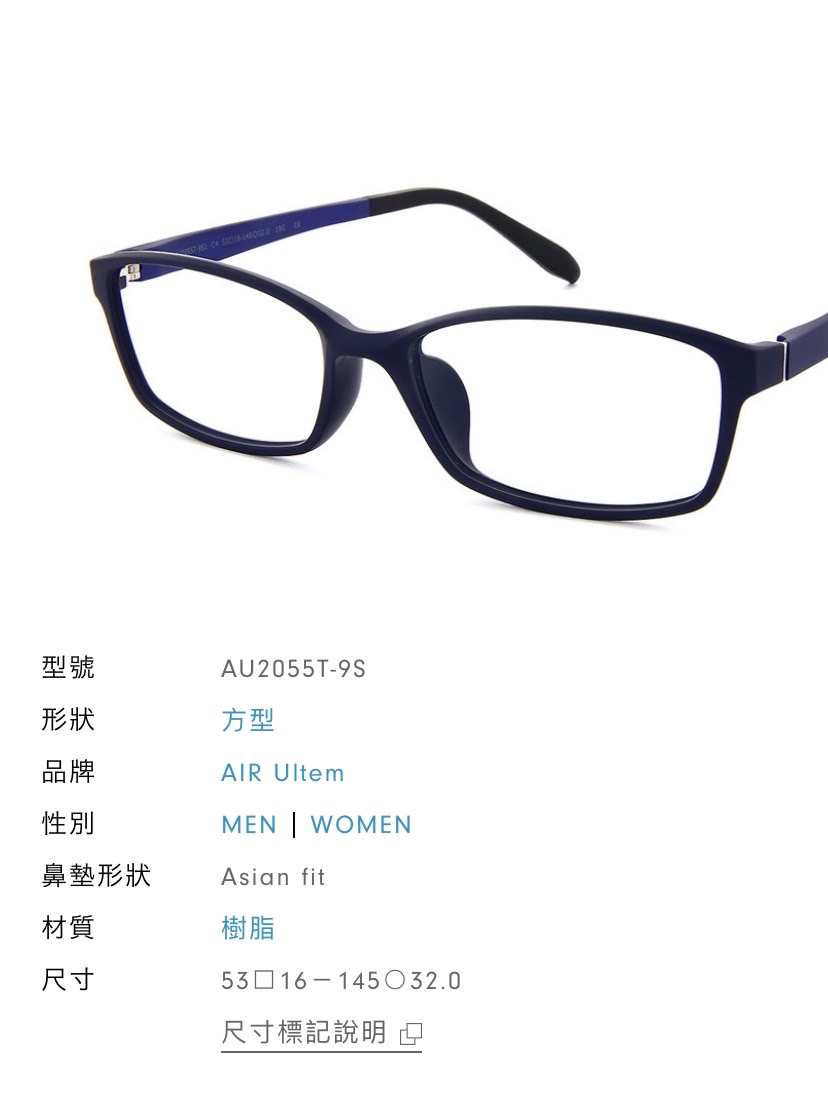 型號 AU2055T-9S
形狀 方型
品牌 AIR Ultem
性別 MEN | WOMEN
鼻墊形狀 Asian fit
材質 樹脂
尺寸 53□16－145○32.0
尺寸標記說明